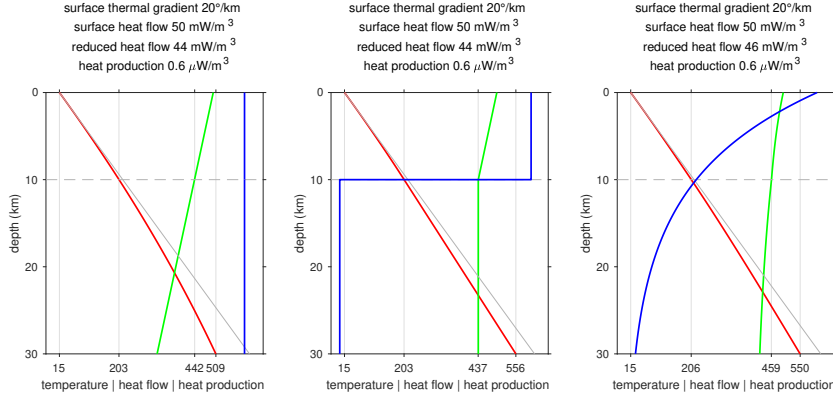 surface thermal gradient 20°/km
surface heat flow 50 mW/m ³
reduced heat flow 44 mW/m ³
heat production 0.6 μW/m³
0
10
20
30
depth (km)
15 203 442 509
temperature | heat flow | heat production
surface thermal gradient 20°/km
surface heat flow 50 mW/m ³
reduced heat flow 44 mW/m ³
heat production 0.6 μW/m³
0
10
20
30
depth (km)
15 203 437 556
temperature | heat flow | heat production
surface thermal gradient 20°/km
surface heat flow 50 mW/m ³
reduced heat flow 46 mW/m ³
heat production 0.6 μW/m³
0
10
20
30
depth (km)
15 206 459 550
temperature | heat flow | heat production